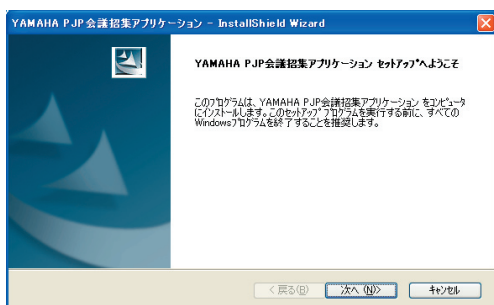 YAMAHA PJP会議招集アプリケーション - InstallShield Wizard
YAMAHA PJP会議招集アプリケーション セットアップへようこそ
このプログラムは、YAMAHA PJP会議招集アプリケーション をコンピュータ
にインストールします。このセットアップ プログラムを実行する前に、すべての
Windowsプログラムを終了することを推奨します。
< 戻る(B)
次へ (N)>
キャンセル